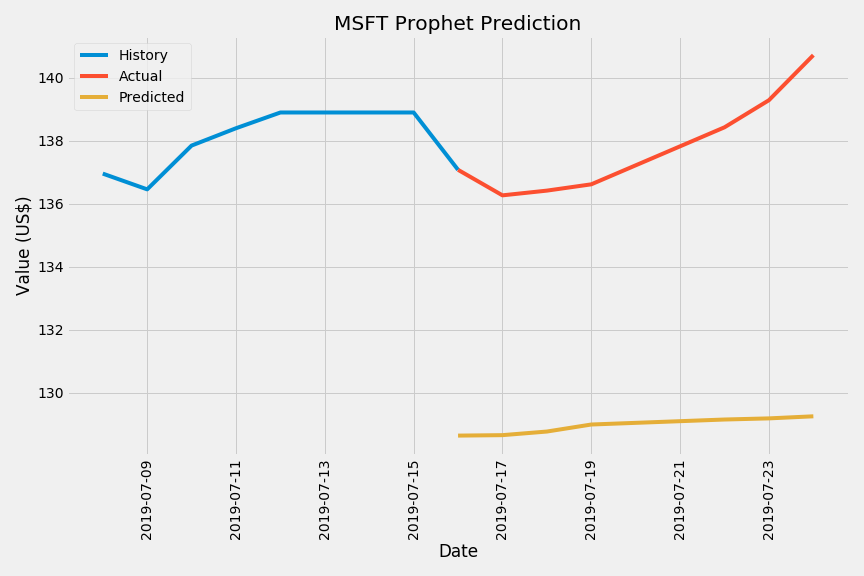 MSFT Prophet Prediction
History
Actual
Predicted
140
138
136
134
132
130
Value (US$)
2019-07-09
2019-07-11
2019-07-13
2019-07-15
2019-07-17
2019-07-19
2019-07-21
2019-07-23
Date